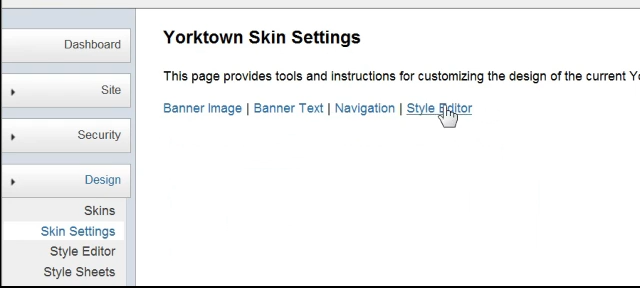 Dashboard
Site
Security
Design
Skins
Skin Settings
Style Editor
Style Sheets
Yorktown Skin Settings
This page provides tools and instructions for customizing the design of the current
Banner Image | Banner Text | Navigation | Style Editor